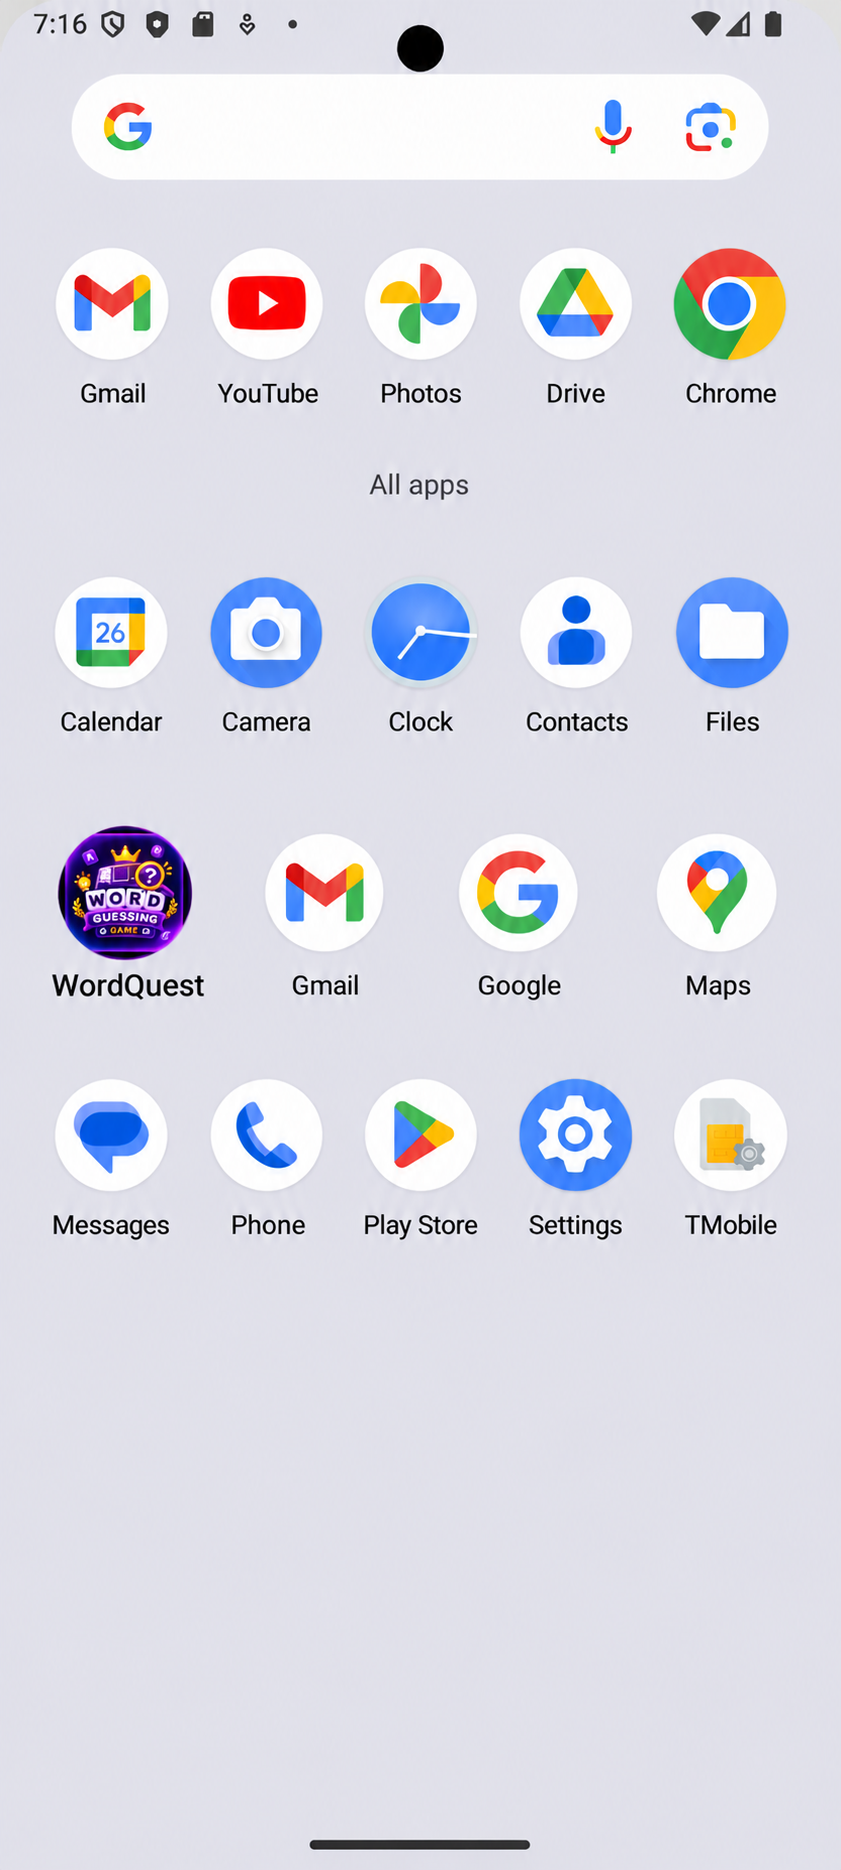 7:16
Gmail YouTube Photos Drive Chrome
All apps
26
Calendar Camera Clock Contacts Files
WORD
GUESSING
GAME
WordQuest Gmail Google Maps
Messages Phone Play Store Settings TMobile